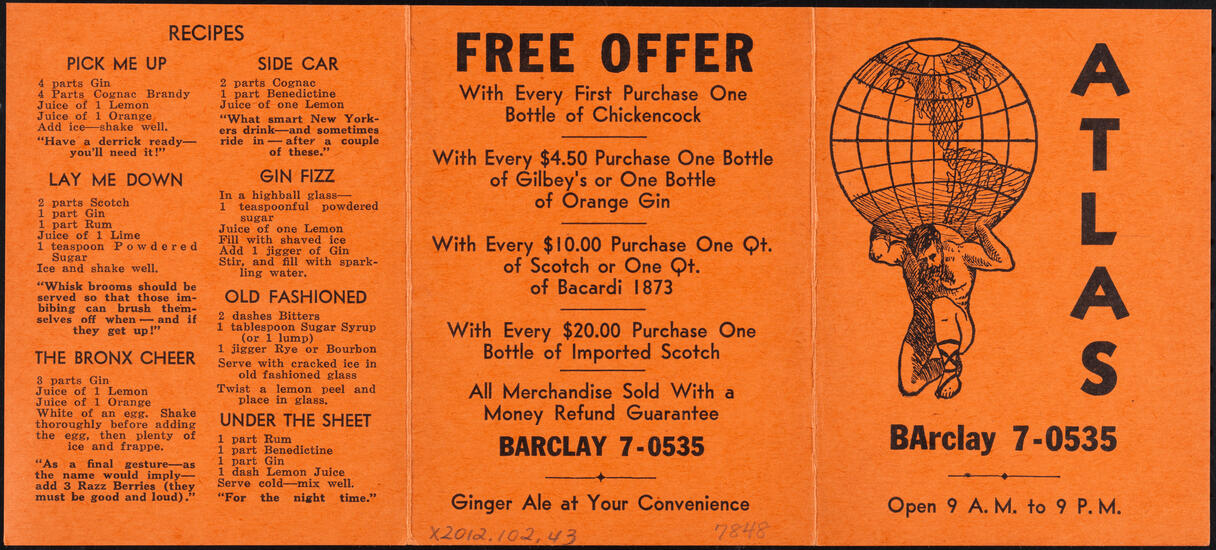 RECIPES
PICK ME UP
4 parts Gin
4 Parts Cognac Brandy
Juice of 1 Lemon
Juice of 1 Orange
Add ice—shake well.
"Have a derrick ready—
you'll need it!"
LAY ME DOWN
2 parts Scotch
1 part Gin
1 part Rum
Juice of 1 Lime
1 teaspoon Powdered
Sugar
Ice and shake well.
"Whisk brooms should be
served so that those im-
bibing can brush them-
selves off when — and if
they get up!"
THE BRONX CHEER
3 parts Gin
Juice of 1 Lemon
Juice of 1 Orange
White of an egg. Shake
thoroughly before adding
the egg, then plenty of
ice and frappe.
"As a final gesture—as
the name would imply—
add 3 Razz Berries (they
must be good and loud)."
SIDE CAR
2 parts Cognac
1 part Benedictine
Juice of one Lemon
"What smart New York-
ers drink—and sometimes
ride in — after a couple
of these."
GIN FIZZ
In a highball glass—
1 teaspoonful powdered
sugar
Juice of one Lemon
Fill with shaved ice
Add 1 jigger of Gin
Stir, and fill with spark-
ling water.
OLD FASHIONED
2 dashes Bitters
1 tablespoon Sugar Syrup
(or 1 lump)
1 jigger Rye or Bourbon
Serve with cracked ice in
old fashioned glass
Twist a lemon peel and
place in glass.
UNDER THE SHEET
1 part Rum
1 part Benedictine
1 part Gin
1 dash Lemon Juice
Serve cold—mix well.
"For the night time."
FREE OFFER
With Every First Purchase One
Bottle of Chickencock
With Every $4.50 Purchase One Bottle
of Gilbey's or One Bottle
of Orange Gin
With Every $10.00 Purchase One Qt.
of Scotch or One Qt.
of Bacardi 1873
With Every $20.00 Purchase One
Bottle of Imported Scotch
All Merchandise Sold With a
Money Refund Guarantee
BARCLAY 7-0535
Ginger Ale at Your Convenience
X2012.102.43
7848
ATLAS
BArclay 7-0535
Open 9 A. M. to 9 P. M.